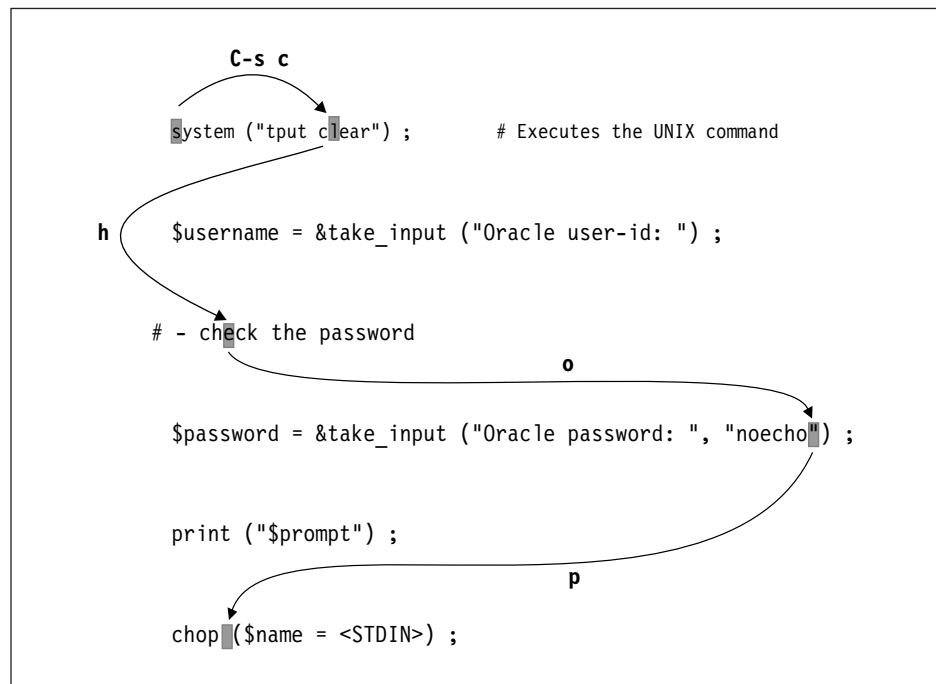 C-s c
system ("tput clear") ; # Executes the UNIX command
h $username = &take_input ("Oracle user-id: ") ;
# - check the password
o
$password = &take_input ("Oracle password: ", "noecho") ;
print ("$prompt") ;
p
chop ($name = <STDIN>) ;